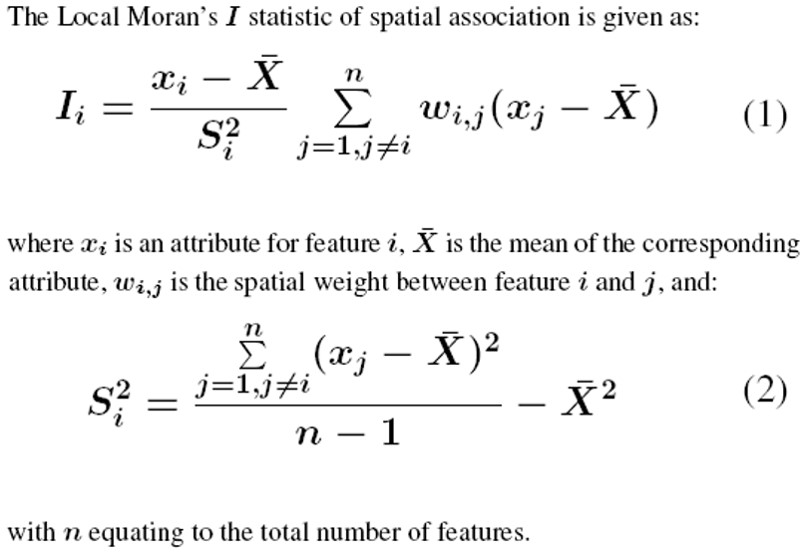 The Local Moran's I statistic of spatial association is given as:
I_i = \frac{x_i - \bar{X}}{S_i^2} \sum_{j=1,j\neq i}^{n} w_{i,j}(x_j - \bar{X}) (1)
where x_i is an attribute for feature i, \bar{X} is the mean of the corresponding
attribute, w_{i,j} is the spatial weight between feature i and j, and:
S_i^2 = \frac{\sum_{j=1,j\neq i}^{n} (x_j - \bar{X})^2}{n - 1} - \bar{X}^2 (2)
with n equating to the total number of features.